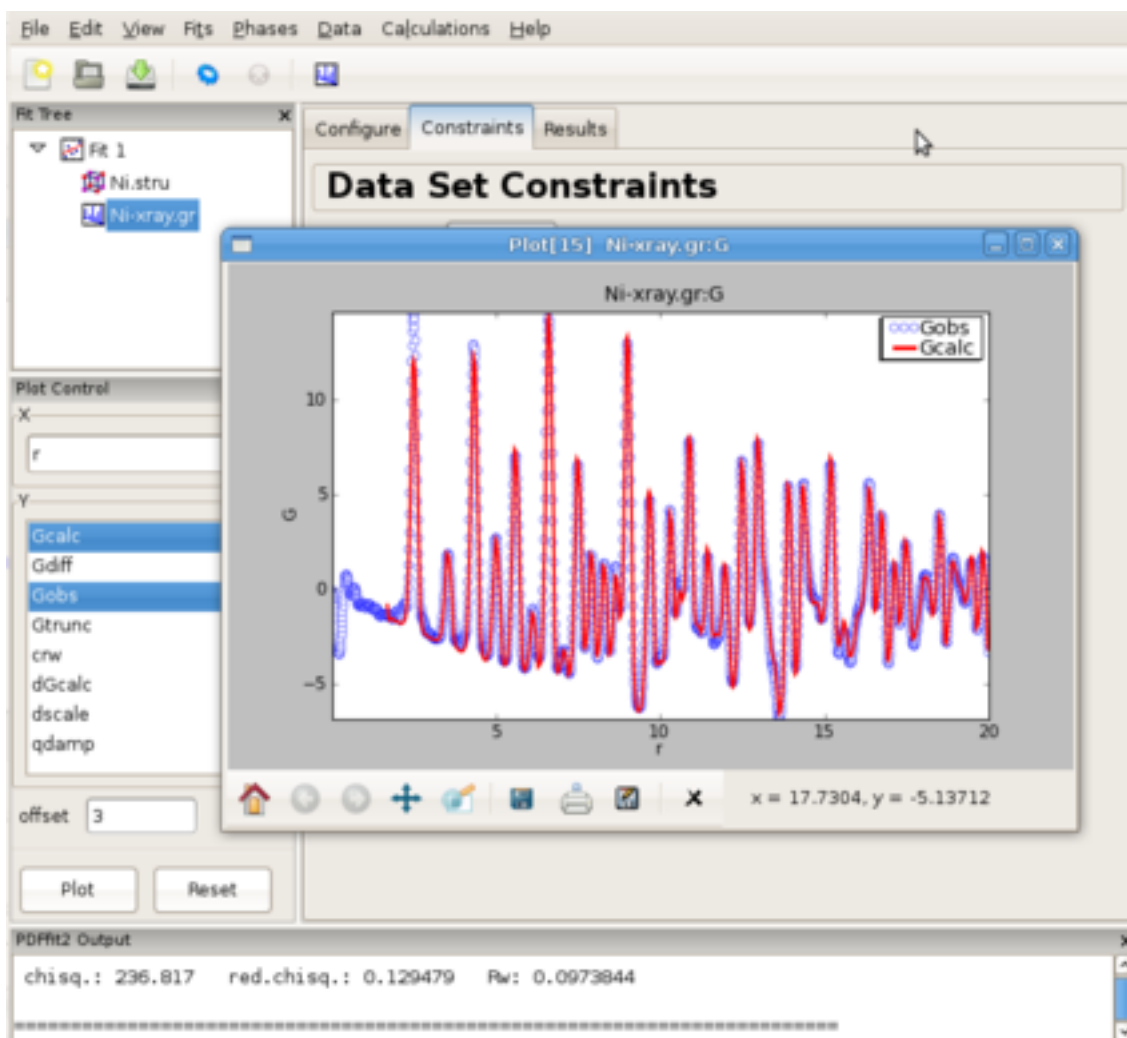 File Edit View Fits Phases Data Calculations Help
Fit Tree
Fit 1
Ni.stru
Ni-xray.gr
Configure Constraints Results
Data Set Constraints
Plot[15] Ni-xray.gr:G
Ni-xray.gr:G
Gobs
Gcalc
10
5
0
−5
G
5 10 15 20
r
x = 17.7304, y = -5.13712
Plot Control
X
r
Y
Gcalc
Gdiff
Gobs
Gtrunc
crw
dGcalc
dscale
qdamp
offset 3
Plot Reset
PDFfit2 Output
chisq.: 236.817 red.chisq.: 0.129479 Rw: 0.0973844